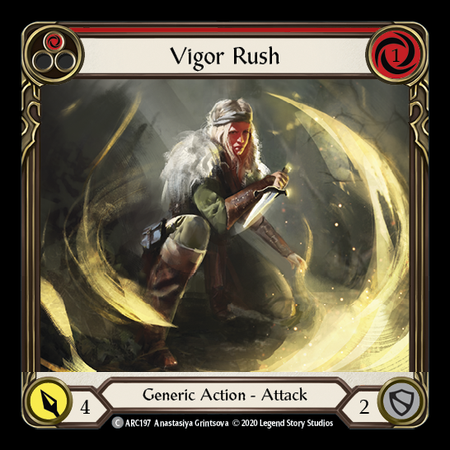 Vigor Rush
1
4
Generic Action - Attack
2
C ARC197 Anastasiya Grintsova © 2020 Legend Story Studios